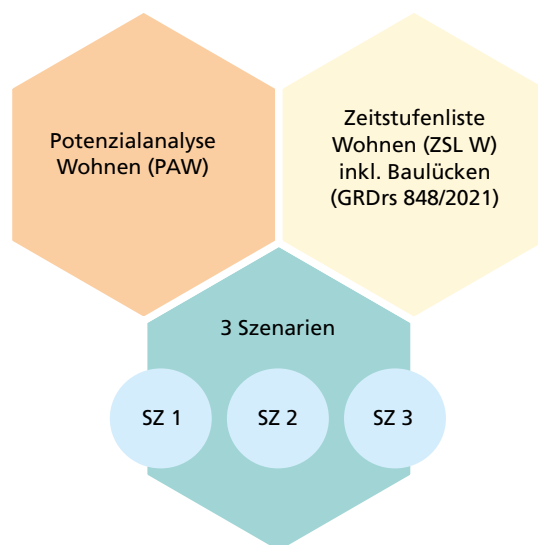 Potenzialanalyse
Wohnen (PAW)
Zeitstufenliste
Wohnen (ZSL W)
inkl. Baulücken
(GRDrs 848/2021)
3 Szenarien
SZ 1
SZ 2
SZ 3